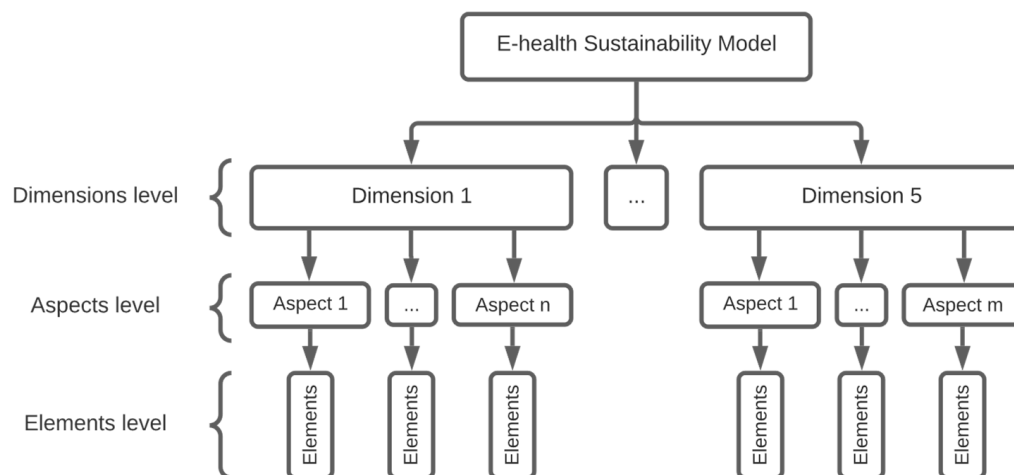 E-health Sustainability Model
Dimensions level
Dimension 1
...
Dimension 5
Aspects level
Aspect 1
...
Aspect n
Aspect 1
...
Aspect m
Elements level
Elements
Elements
Elements
Elements
Elements
Elements